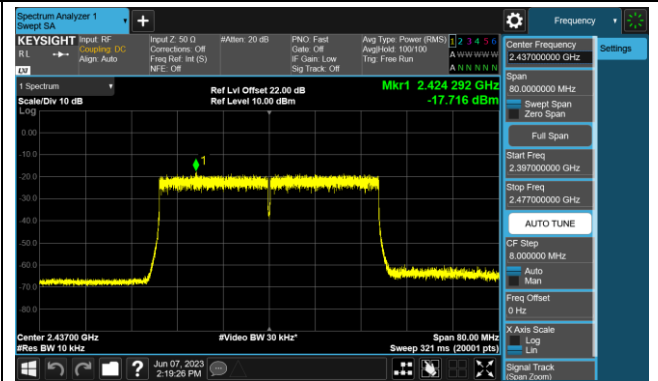 Spectrum Analyzer 1
Swept SA
Frequency
KEYSIGHT
RL
LXI
Input: RF
Coupling: DC
Align: Auto
Input Z: 50 Ω
Corrections: Off
Freq Ref: Int (S)
NFE: Off
#Atten: 20 dB
PNO: Fast
Gate: Off
IF Gain: Low
Sig Track: Off
Avg Type: Power (RMS)
Avg|Hold: 100/100
Trig: Free Run
1 2 3 4 5 6
A W W W W W
A N N N N N
1 Spectrum
Scale/Div 10 dB
Log
Ref Lvl Offset 22.00 dB
Ref Level 10.00 dBm
Mkr1 2.424 292 GHz
-17.716 dBm
1
0.00
-10.0
-20.0
-30.0
-40.0
-50.0
-60.0
-70.0
-80.0
Center 2.43700 GHz
#Res BW 10 kHz
#Video BW 30 kHz*
Span 80.00 MHz
Sweep 321 ms (20001 pts)
Jun 07, 2023
2:19:26 PM
?
Center Frequency
2.437000000 GHz
Settings
Span
80.0000000 MHz
Swept Span
Zero Span
Full Span
Start Freq
2.397000000 GHz
Stop Freq
2.477000000 GHz
AUTO TUNE
CF Step
8.000000 MHz
Auto
Man
Freq Offset
0 Hz
X Axis Scale
Log
Lin
Signal Track
(Span Zoom)